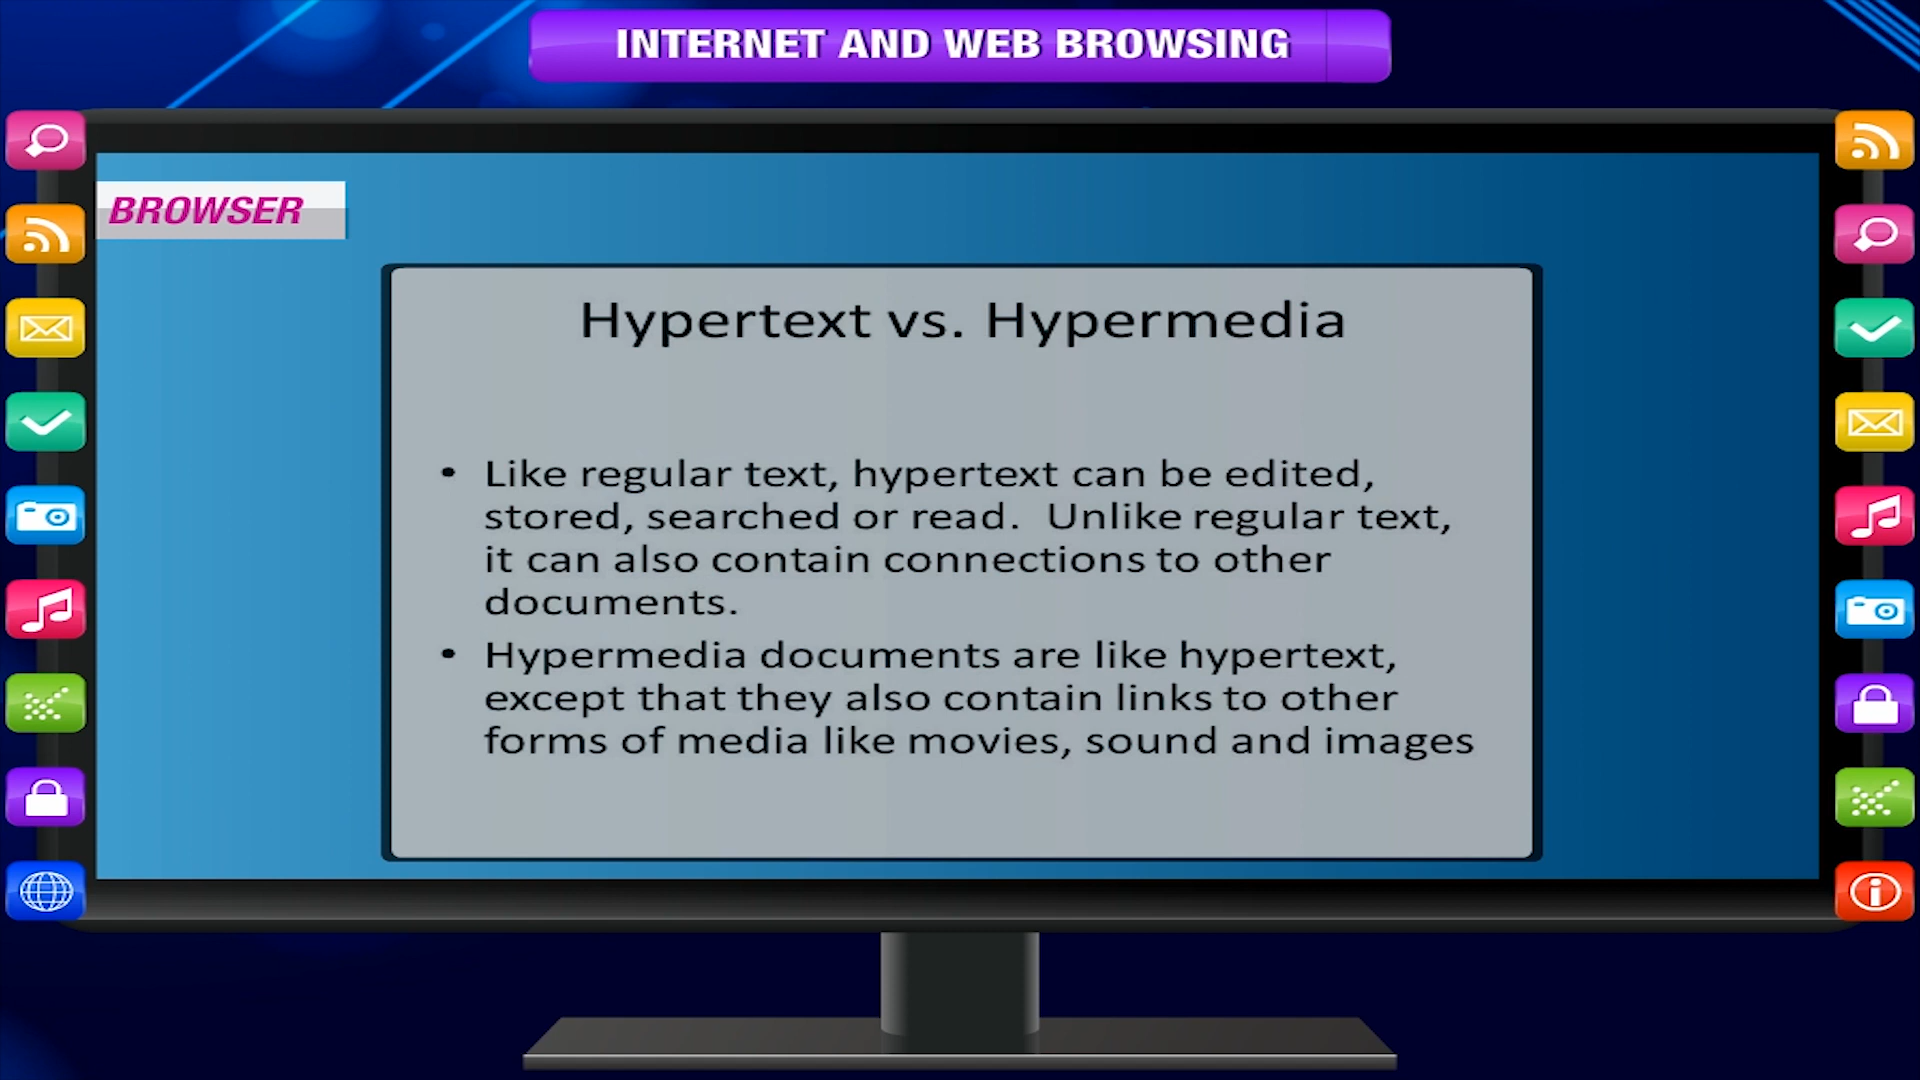 INTERNET AND WEB BROWSING
BROWSER
Hypertext vs. Hypermedia
• Like regular text, hypertext can be edited,
stored, searched or read.  Unlike regular text,
it can also contain connections to other
documents.
• Hypermedia documents are like hypertext,
except that they also contain links to other
forms of media like movies, sound and images